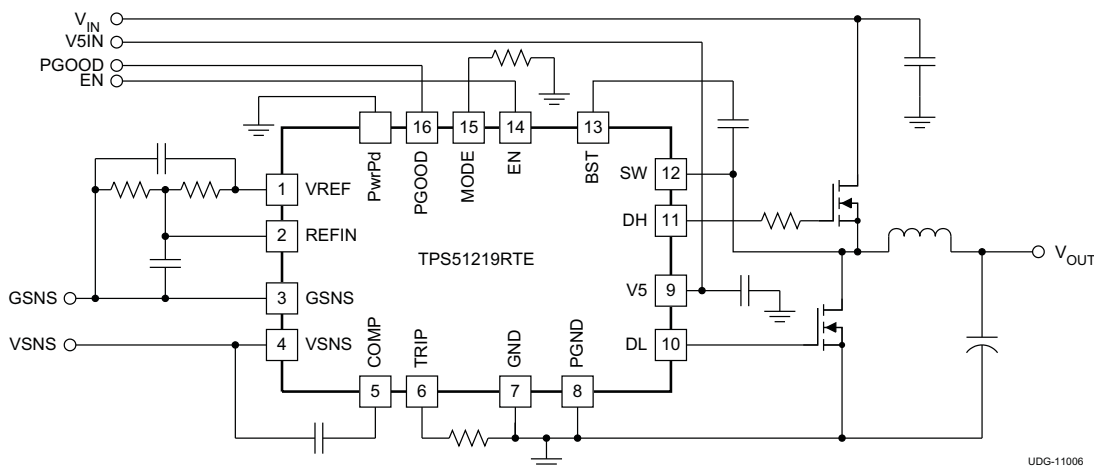 VIN
V5IN
PGOOD
EN
16
15
14
13
PwrPd
PGOOD
MODE
EN
BST
1 VREF
2 REFIN
3 GSNS
4 VSNS
GSNS
VSNS
TPS51219RTE
SW 12
DH 11
V5 9
DL 10
VOUT
COMP
TRIP
GND
PGND
5
6
7
8
UDG-11006